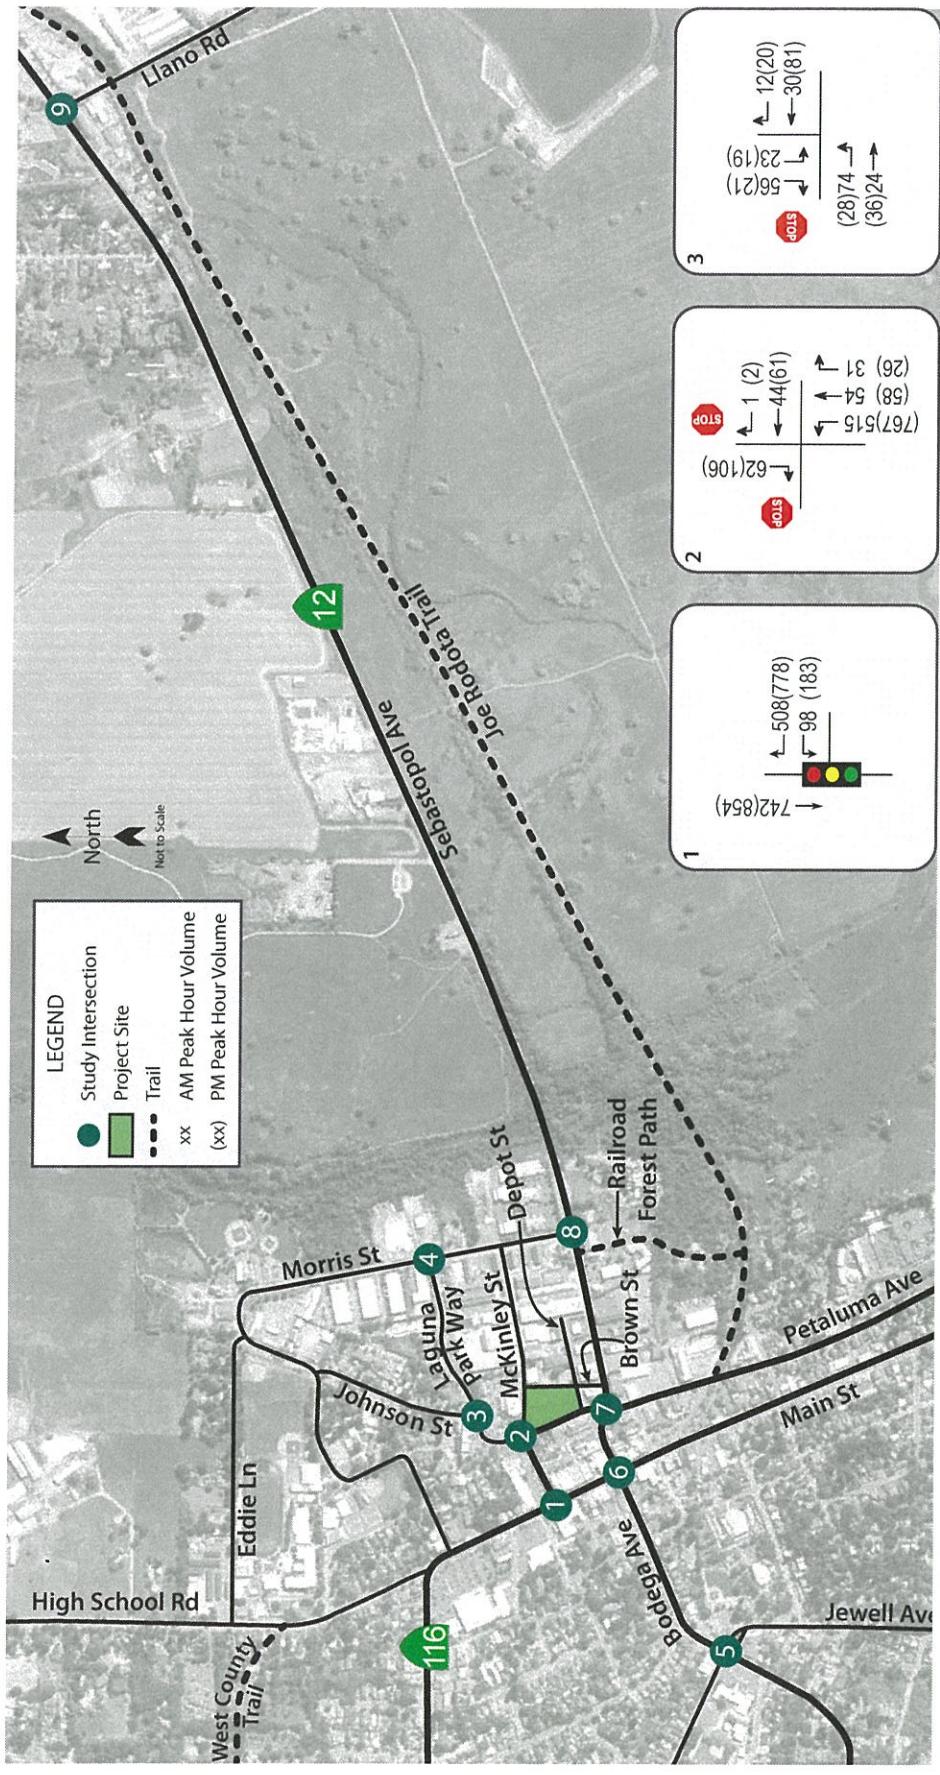 LEGEND
Study Intersection
Project Site
Trail
xx AM Peak Hour Volume
(xx) PM Peak Hour Volume
North
Not to Scale
West County
Trail
High School Rd
Eddie Ln
Johnson St
Morris St
Laguna
Park Way
McKinley St
Depot St
Brown St
Railroad
Forest Path
Bodega Ave
Jewell Ave
Main St
Petaluma Ave
Sebastopol Ave
Joe Rodota Trail
Llano Rd
116
12
1
2
3
4
5
6
7
8
9
1
742(854)
508(778)
98 (183)
2
STOP
STOP
62(106)
1 (2)
44(61)
(767)515
(58) 54
(26) 31
3
STOP
56(21)
23(19)
12(20)
30(81)
(28)74
(36)24